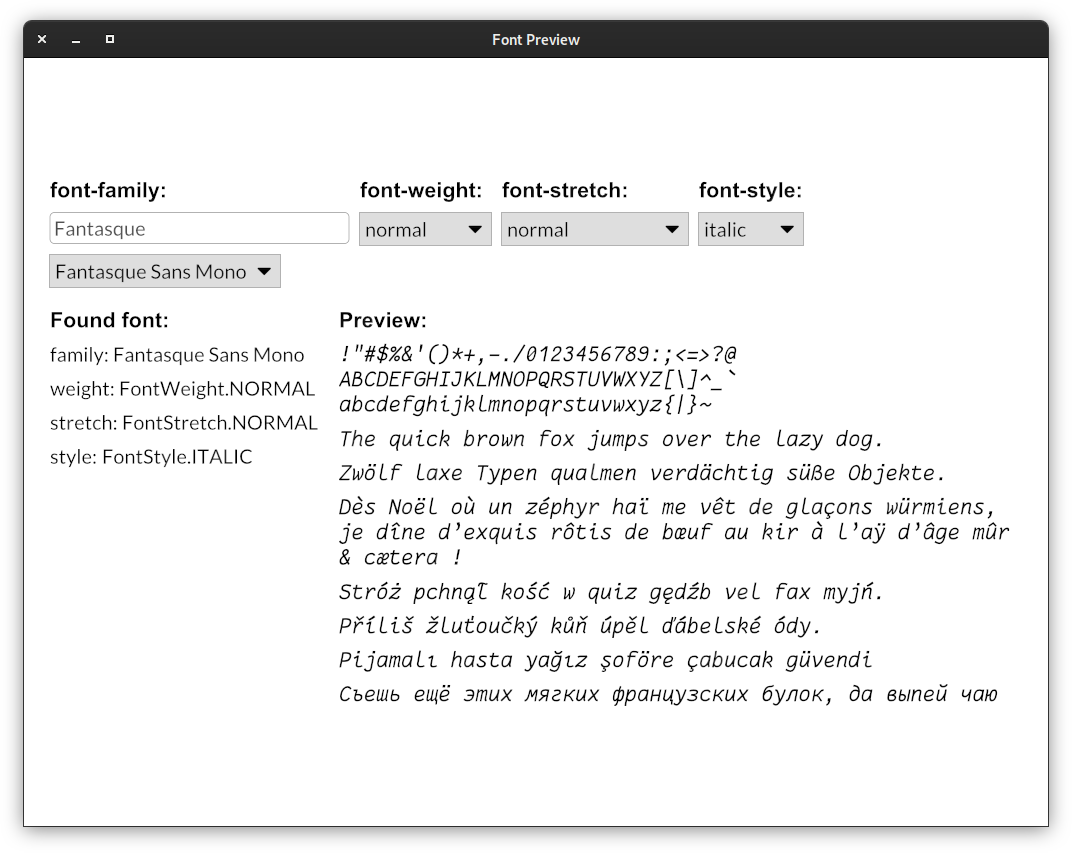 Font Preview
font-family: font-weight: font-stretch: font-style:
Fantasque normal normal italic
Fantasque Sans Mono
Found font:
family: Fantasque Sans Mono
weight: FontWeight.NORMAL
stretch: FontStretch.NORMAL
style: FontStyle.ITALIC
Preview:
!"#$%&'()*+,-./0123456789:;<=>?@
ABCDEFGHIJKLMNOPQRSTUVWXYZ[\]^_`
abcdefghijklmnopqrstuvwxyz{|}~
The quick brown fox jumps over the lazy dog.
Zwölf laxe Typen qualmen verdächtig süße Objekte.
Dès Noël où un zéphyr haï me vêt de glaçons würmiens,
je dîne d’exquis rôtis de bœuf au kir à l’aÿ d’âge mûr
& cætera !
Stróż pchnął kość w quiz gędźb vel fax myjń.
Příliš žluťoučký kůň úpěl ďábelské ódy.
Pijamalı hasta yağız şoföre çabucak güvendi
Съешь ещё этих мягких французских булок, да выпей чаю